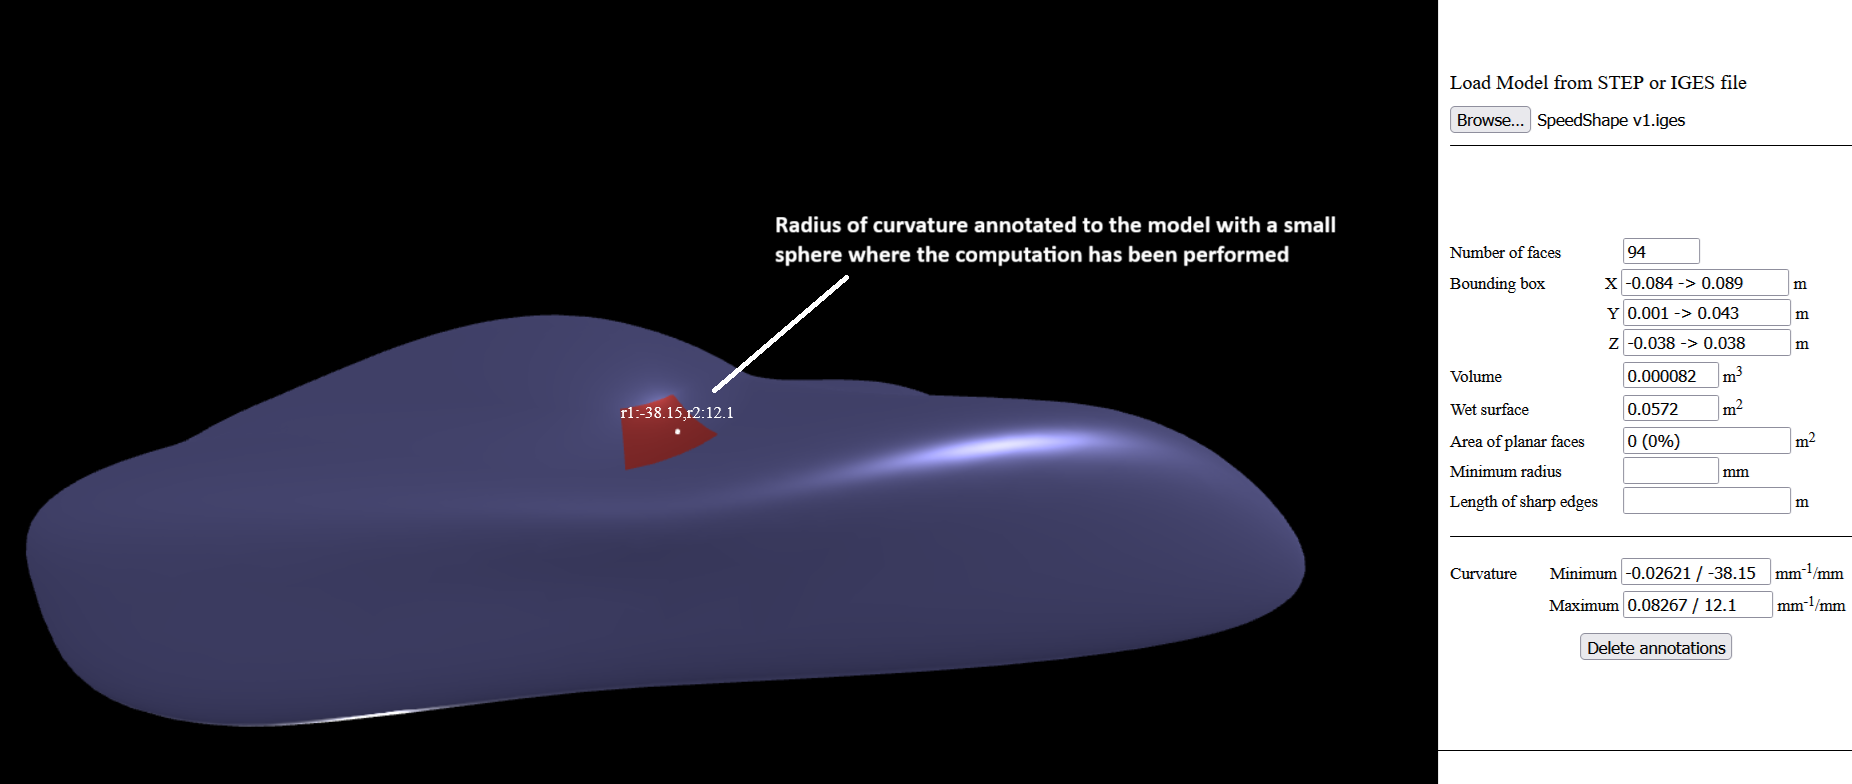 Load Model from STEP or IGES file
Browse... SpeedShape v1.iges
Radius of curvature annotated to the model with a small
sphere where the computation has been performed
r1:-38.15,r2:12.1
Number of faces 94
Bounding box X -0.084 -> 0.089 m
Y 0.001 -> 0.043 m
Z -0.038 -> 0.038 m
Volume 0.000082 m³
Wet surface 0.0572 m²
Area of planar faces 0 (0%) m²
Minimum radius mm
Length of sharp edges m
Curvature Minimum -0.02621 / -38.15 mm⁻¹/mm
Maximum 0.08267 / 12.1 mm⁻¹/mm
Delete annotations